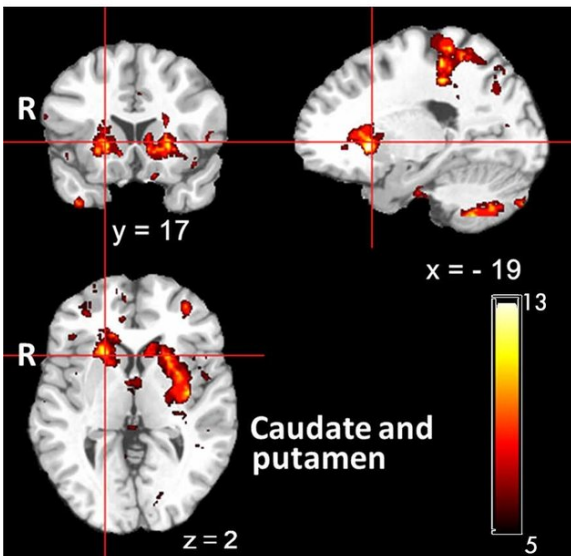 R
y = 17
x = - 19
13
R
Caudate and
putamen
z = 2
5